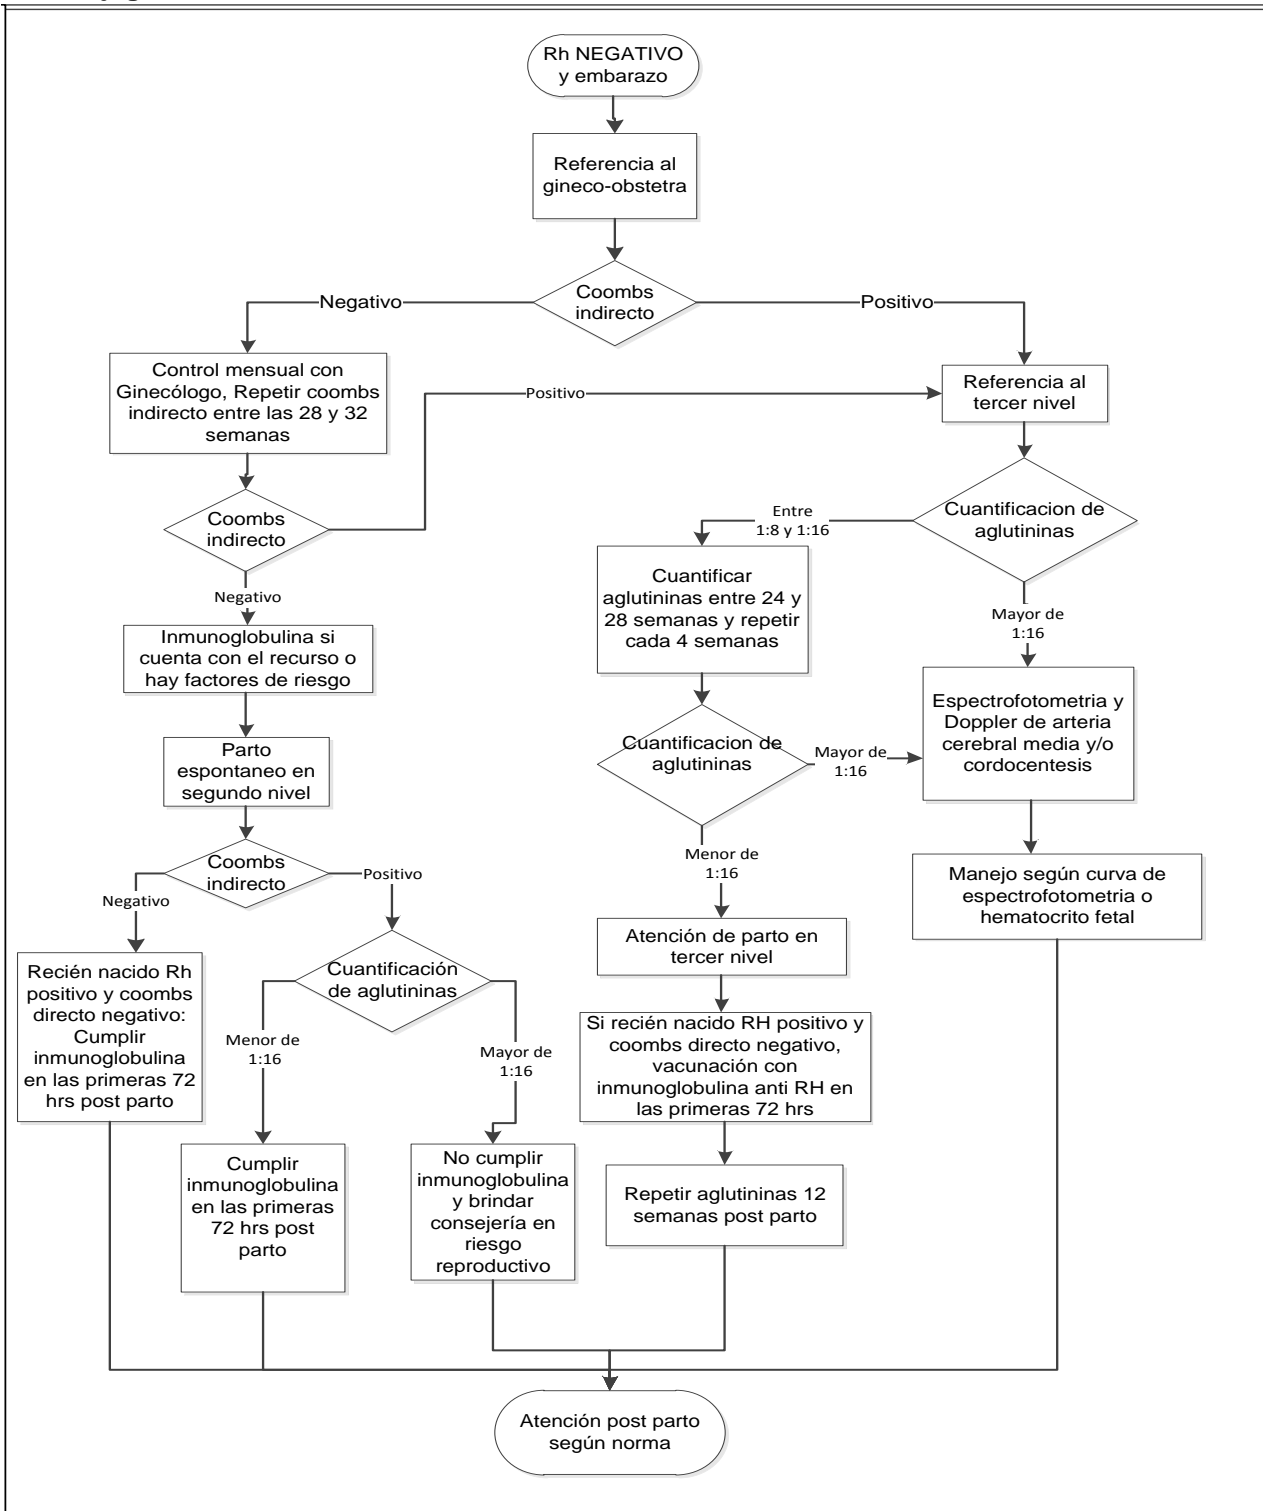 Rh NEGATIVO
y embarazo
Referencia al
gineco-obstetra
Coombs
indirecto
Negativo
Positivo
Control mensual con
Ginecólogo, Repetir coombs
indirecto entre las 28 y 32
semanas
Positivo
Referencia al
tercer nivel
Coombs
indirecto
Entre
1:8 y 1:16
Cuantificacion de
aglutininas
Negativo
Cuantificar
aglutininas entre 24 y
28 semanas y repetir
cada 4 semanas
Mayor de
1:16
Inmunoglobulina si
cuenta con el recurso o
hay factores de riesgo
Espectrofotometria y
Doppler de arteria
cerebral media y/o
cordocentesis
Parto
espontaneo en
segundo nivel
Cuantificacion de
aglutininas
Mayor de
1:16
Coombs
indirecto
Menor de
1:16
Negativo
Positivo
Manejo según curva de
espectrofotometria o
hematocrito fetal
Atención de parto en
tercer nivel
Recién nacido Rh
positivo y coombs
directo negativo:
Cumplir
inmunoglobulina
en las primeras 72
hrs post parto
Cuantificación
de aglutininas
Menor de
1:16
Mayor de
1:16
Si recién nacido RH positivo y
coombs directo negativo,
vacunación con
inmunoglobulina anti RH en
las primeras 72 hrs
Cumplir
inmunoglobulina
en las primeras
72 hrs post
parto
No cumplir
inmunoglobulina
y brindar
consejería en
riesgo
reproductivo
Repetir aglutininas 12
semanas post parto
Atención post parto
según norma